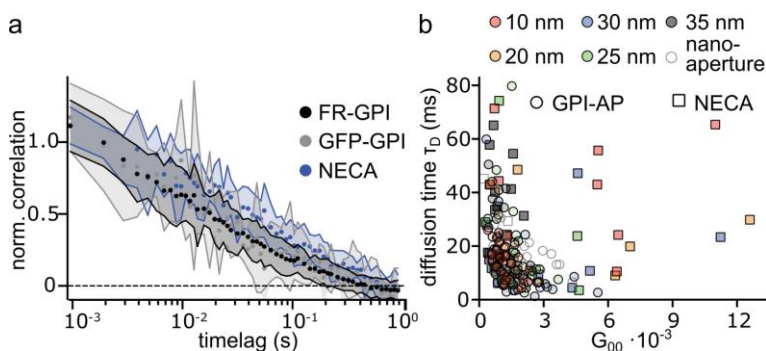 a
norm. correlation
1.0
0.5
0
10⁻³
10⁻²
10⁻¹
10⁰
timelag (s)
FR-GPI
GFP-GPI
NECA
b
10 nm
30 nm
35 nm
20 nm
25 nm
nano-
aperture
diffusion time τD (ms)
80
60
40
20
0
GPI-AP
NECA
0
3
6
9
12
G₀₀ ·10⁻³